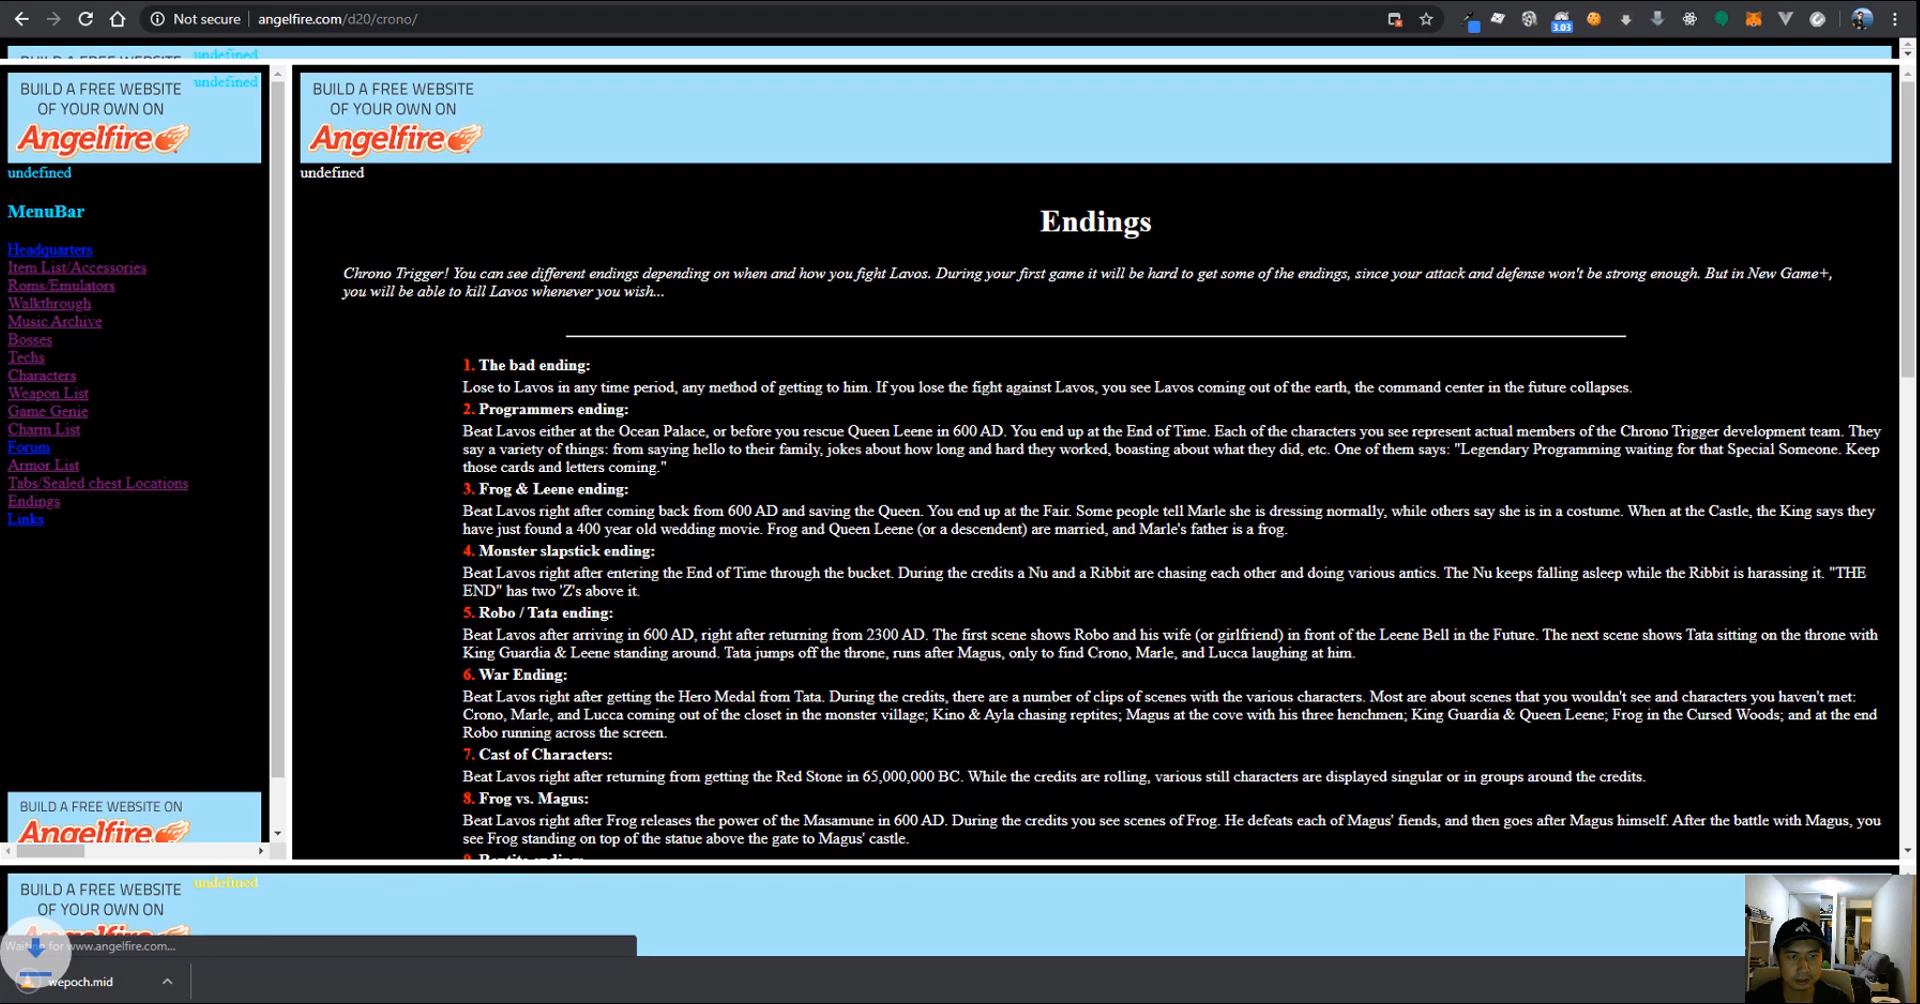 Not secure | angelfire.com/d20/crono/
3.03
undefined
BUILD A FREE WEBSITE
OF YOUR OWN ON
Angelfire
undefined
undefined
MenuBar
Headquarters
Item List/Accessories
Roms/Emulators
Walkthrough
Music Archive
Bosses
Techs
Characters
Weapon List
Game Genie
Charm List
Forum
Armor List
Tabs/Sealed chest Locations
Endings
Links
BUILD A FREE WEBSITE ON
Angelfire
BUILD A FREE WEBSITE
OF YOUR OWN ON
Angelfire
undefined
Endings
Chrono Trigger! You can see different endings depending on when and how you fight Lavos. During your first game it will be hard to get some of the endings, since your attack and defense won't be strong enough. But in New Game+,
you will be able to kill Lavos whenever you wish...
1. The bad ending:
Lose to Lavos in any time period, any method of getting to him. If you lose the fight against Lavos, you see Lavos coming out of the earth, the command center in the future collapses.
2. Programmers ending:
Beat Lavos either at the Ocean Palace, or before you rescue Queen Leene in 600 AD. You end up at the End of Time. Each of the characters you see represent actual members of the Chrono Trigger development team. They
say a variety of things: from saying hello to their family, jokes about how long and hard they worked, boasting about what they did, etc. One of them says: "Legendary Programming waiting for that Special Someone. Keep
those cards and letters coming."
3. Frog & Leene ending:
Beat Lavos right after coming back from 600 AD and saving the Queen. You end up at the Fair. Some people tell Marle she is dressing normally, while others say she is in a costume. When at the Castle, the King says they
have just found a 400 year old wedding movie. Frog and Queen Leene (or a descendent) are married, and Marle's father is a frog.
4. Monster slapstick ending:
Beat Lavos right after entering the End of Time through the bucket. During the credits a Nu and a Ribbit are chasing each other and doing various antics. The Nu keeps falling asleep while the Ribbit is harassing it. "THE
END" has two 'Z's above it.
5. Robo / Tata ending:
Beat Lavos after arriving in 600 AD, right after returning from 2300 AD. The first scene shows Robo and his wife (or girlfriend) in front of the Leene Bell in the Future. The next scene shows Tata sitting on the throne with
King Guardia & Leene standing around. Tata jumps off the throne, runs after Magus, only to find Crono, Marle, and Lucca laughing at him.
6. War Ending:
Beat Lavos right after getting the Hero Medal from Tata. During the credits, there are a number of clips of scenes with the various characters. Most are about scenes that you wouldn't see and characters you haven't met:
Crono, Marle, and Lucca coming out of the closet in the monster village; Kino & Ayla chasing reptites; Magus at the cove with his three henchmen; King Guardia & Queen Leene; Frog in the Cursed Woods; and at the end
Robo running across the screen.
7. Cast of Characters:
Beat Lavos right after returning from getting the Red Stone in 65,000,000 BC. While the credits are rolling, various still characters are displayed singular or in groups around the credits.
8. Frog vs. Magus:
Beat Lavos right after Frog releases the power of the Masamune in 600 AD. During the credits you see scenes of Frog. He defeats each of Magus' fiends, and then goes after Magus himself. After the battle with Magus, you
see Frog standing on top of the statue above the gate to Magus' castle.
BUILD A FREE WEBSITE
OF YOUR OWN ON
undefined
Waiting for www.angelfire.com...
wepoch.mid